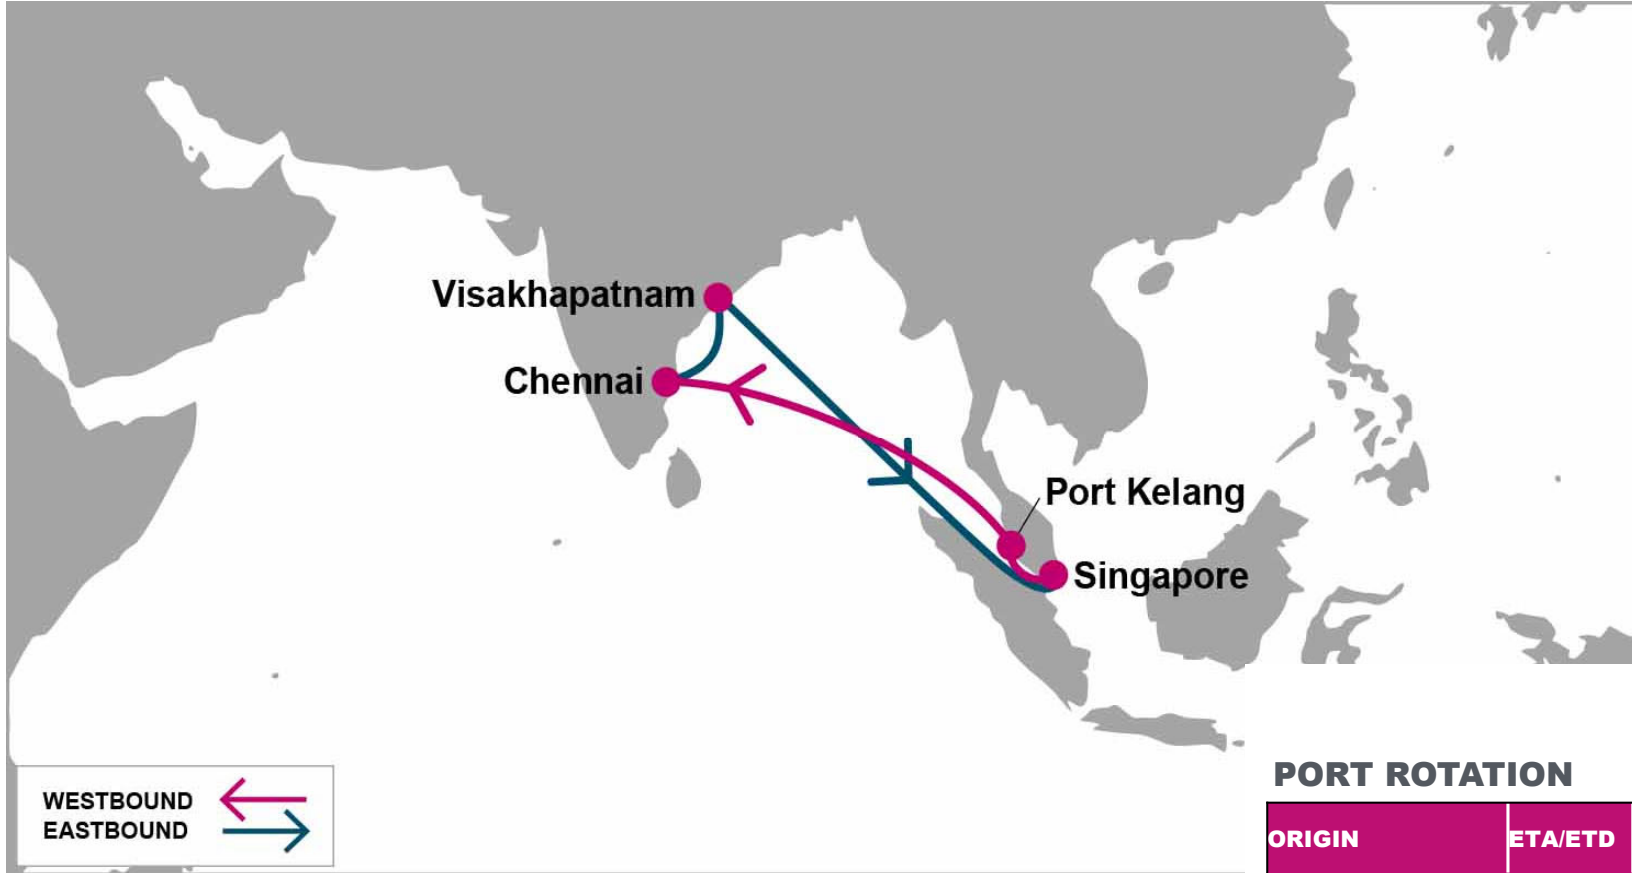 Visakhapatnam
Chennai
Port Kelang
Singapore
WESTBOUND
EASTBOUND
PORT ROTATION
ORIGIN ETA/ETD